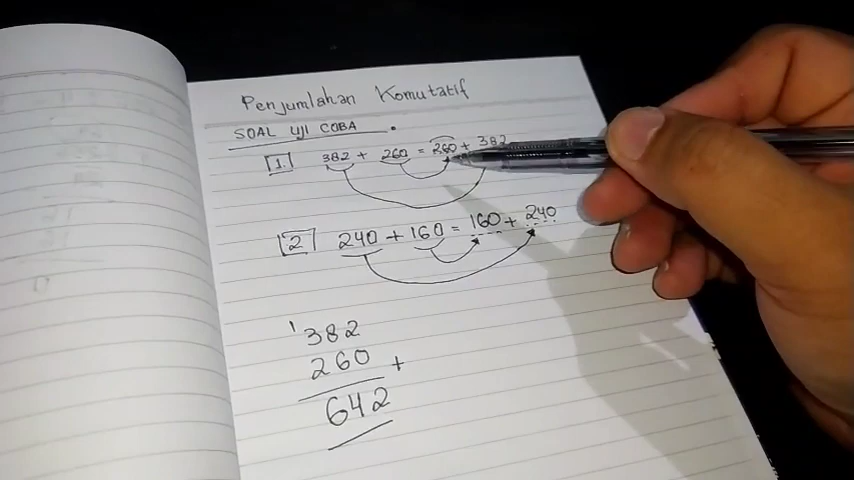 Penjumlahan Komutatif
SOAL UJI COBA .
1. 382 + 260 = 260 + 382
2 240 + 160 = 160 + 240
1 382
260 +
642